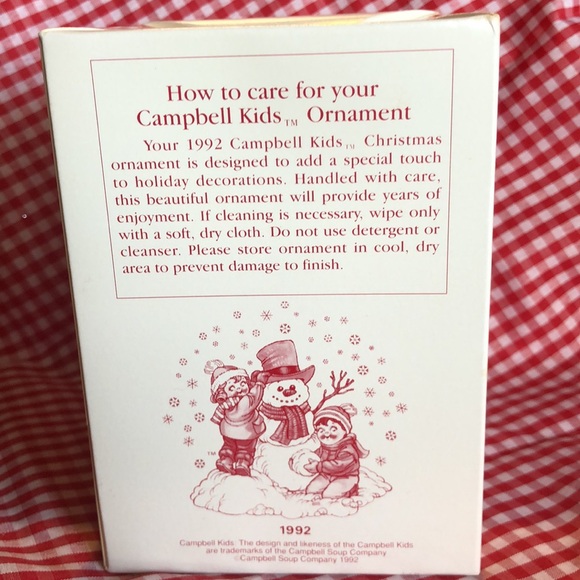 How to care for your
Campbell Kids™ Ornament
Your 1992 Campbell Kids™ Christmas
ornament is designed to add a special touch
to holiday decorations. Handled with care,
this beautiful ornament will provide years of
enjoyment. If cleaning is necessary, wipe only
with a soft, dry cloth. Do not use detergent or
cleanser. Please store ornament in cool, dry
area to prevent damage to finish.
TM
1992
Campbell Kids: The design and likeness of the Campbell Kids
are trademarks of the Campbell Soup Company
©Campbell Soup Company 1992